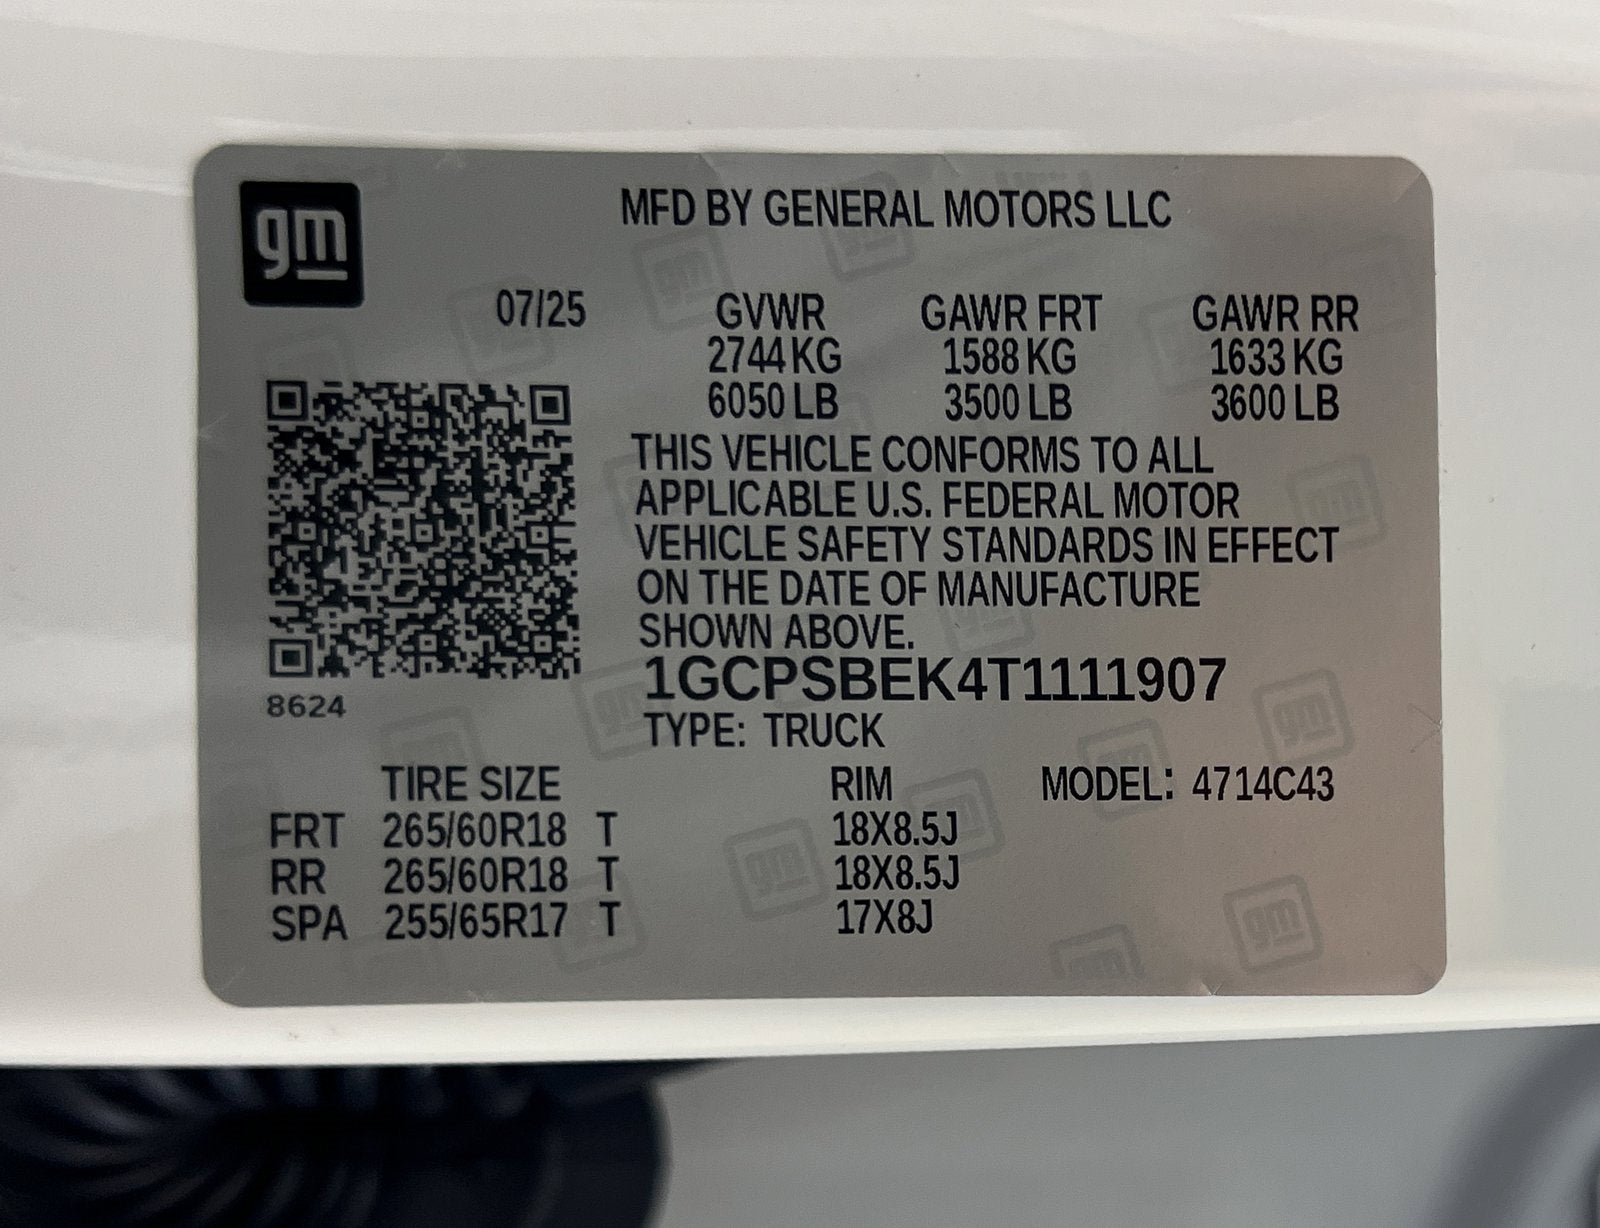 gm
MFD BY GENERAL MOTORS LLC
07/25 GVWR GAWR FRT GAWR RR
2744 KG 1588 KG 1633 KG
6050 LB 3500 LB 3600 LB
THIS VEHICLE CONFORMS TO ALL
APPLICABLE U.S. FEDERAL MOTOR
VEHICLE SAFETY STANDARDS IN EFFECT
ON THE DATE OF MANUFACTURE
SHOWN ABOVE.
1GCPSBEK4T1111907
8624
TYPE: TRUCK
TIRE SIZE RIM MODEL: 4714C43
FRT 265/60R18 T 18X8.5J
RR 265/60R18 T 18X8.5J
SPA 255/65R17 T 17X8J